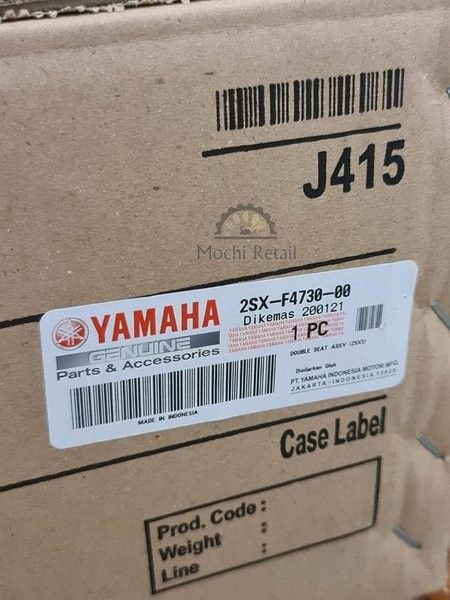 J415
Mochi Retail
YAMAHA
GENUINE
Parts & Accessories
MADE IN INDONESIA
2SX-F4730-00
Dikemas 200121
1 PC
DOUBLE SEAT ASSY (2SX1)
Diedarkan Oleh
PT. YAMAHA INDONESIA MOTOR MFG.
JAKARTA-INDONESIA 13920
Case Label
Prod. Code :
Weight :
Line :